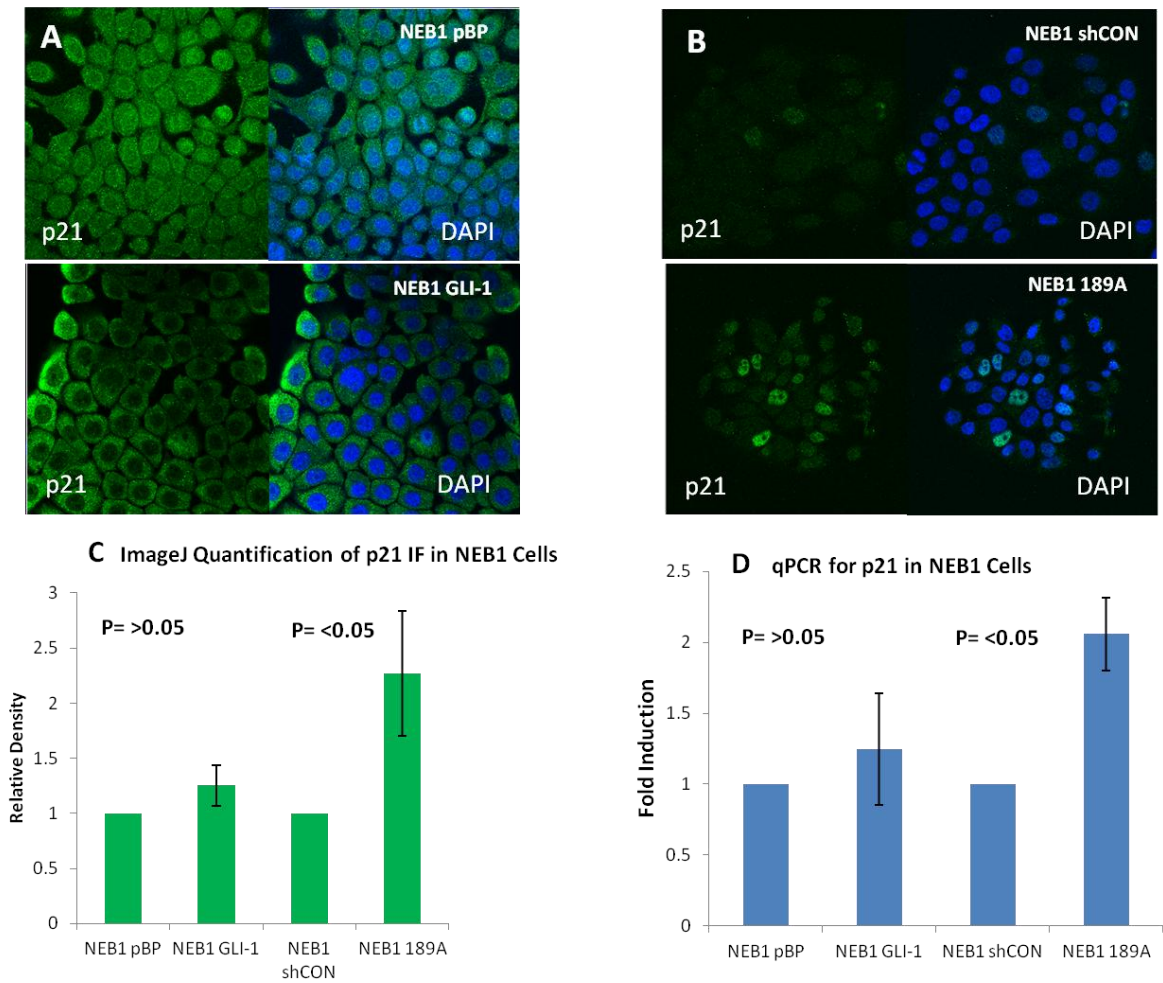 A
NEB1 pBP
p21
DAPI
NEB1 GLI-1
p21
DAPI
B
NEB1 shCON
p21
DAPI
NEB1 189A
p21
DAPI
C ImageJ Quantification of p21 IF in NEB1 Cells
3
2.5
2
1.5
1
0.5
0
Relative Density
P= >0.05
P= <0.05
NEB1 pBP
NEB1 GLI-1
NEB1
shCON
NEB1 189A
D qPCR for p21 in NEB1 Cells
2.5
2
1.5
1
0.5
0
Fold Induction
P= >0.05
P= <0.05
NEB1 pBP
NEB1 GLI-1
NEB1 shCON
NEB1 189A